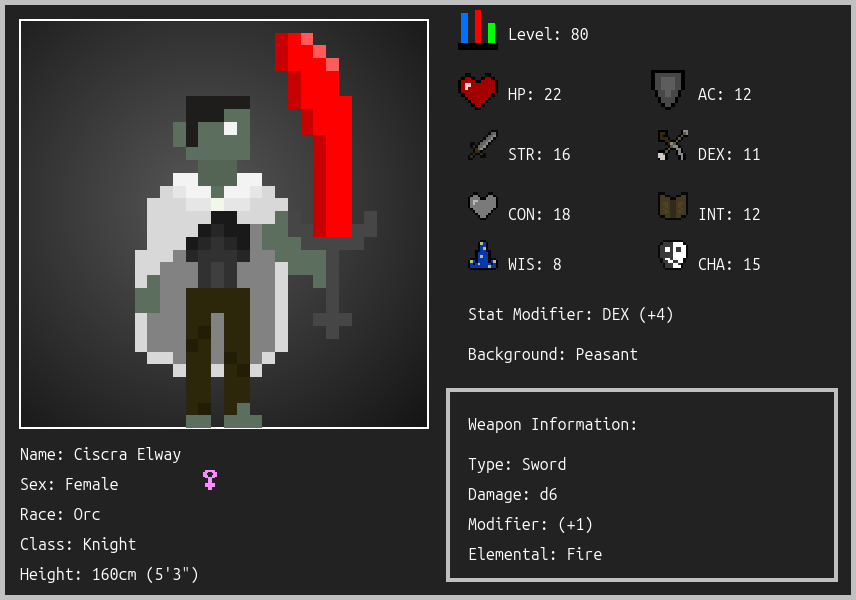 Level: 80
HP: 22
AC: 12
STR: 16
DEX: 11
CON: 18
INT: 12
WIS: 8
CHA: 15
Stat Modifier: DEX (+4)
Background: Peasant
Weapon Information:
Type: Sword
Damage: d6
Modifier: (+1)
Elemental: Fire
Name: Ciscra Elway
Sex: Female
Race: Orc
Class: Knight
Height: 160cm (5'3")